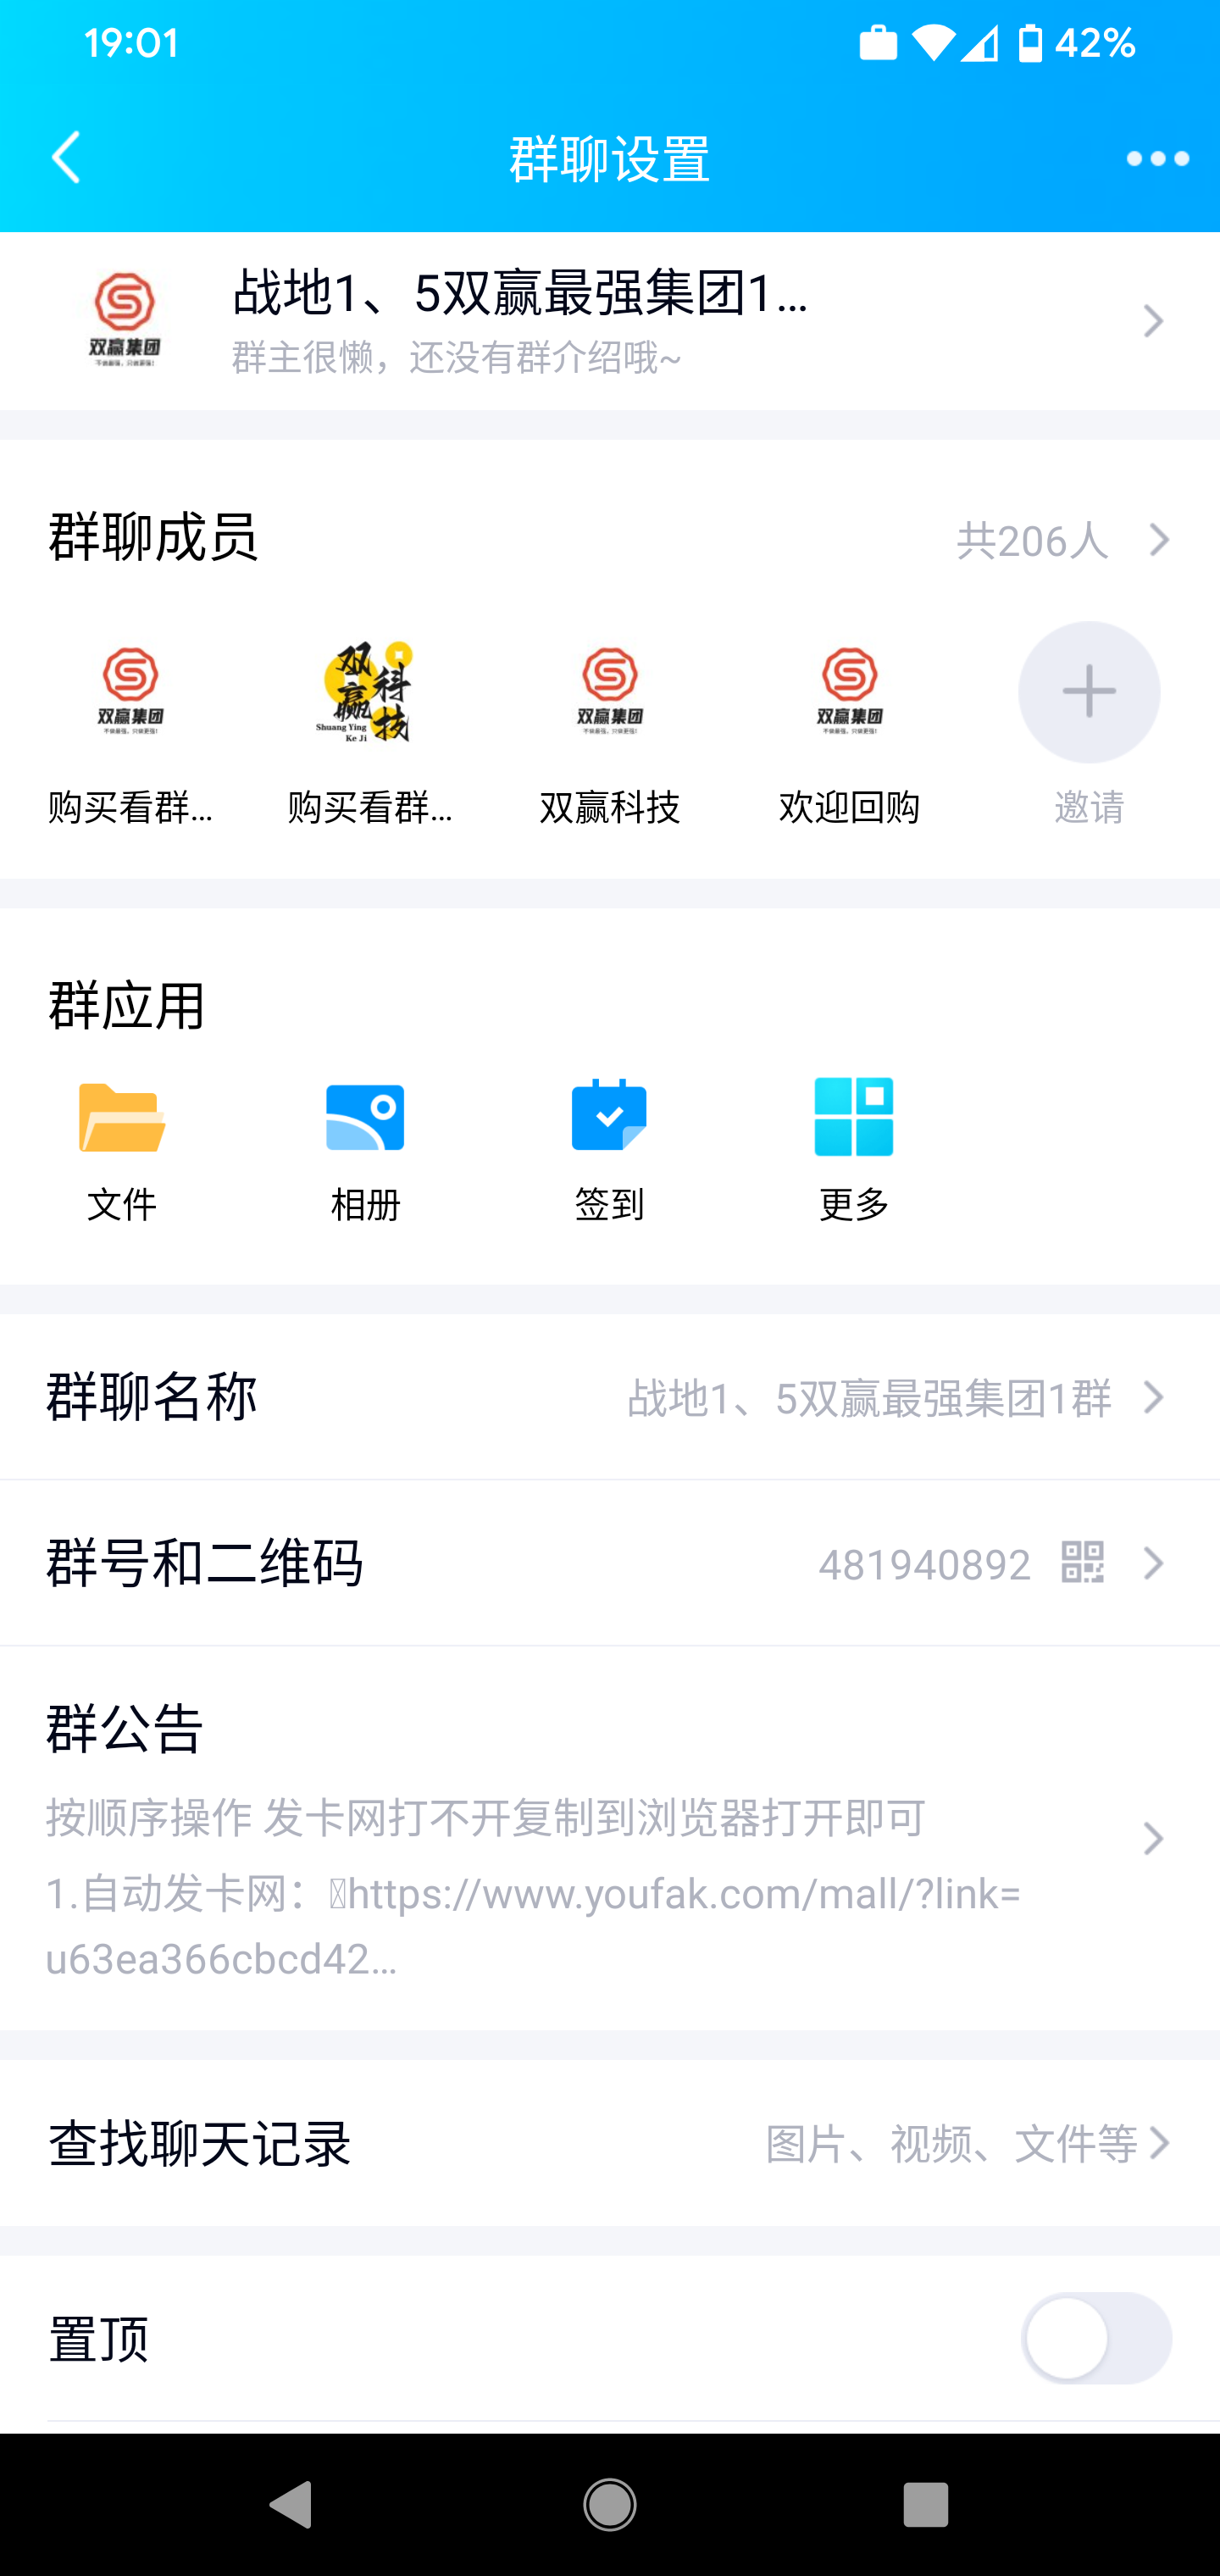 19:01
42%
群聊设置
双赢集团
战地1、5双赢最强集团1...
群主很懒，还没有群介绍哦~
群聊成员
共206人
双赢集团
双赢科技
Shuang Ying
Ke Ji
双赢集团
双赢集团
购买看群...
购买看群...
双赢科技
欢迎回购
邀请
群应用
文件
相册
签到
更多
群聊名称
战地1、5双赢最强集团1群
群号和二维码
481940892
群公告
按顺序操作 发卡网打不开复制到浏览器打开即可
1.自动发卡网：https://www.youfak.com/mall/?link=
u63ea366cbcd42...
查找聊天记录
图片、视频、文件等
置顶